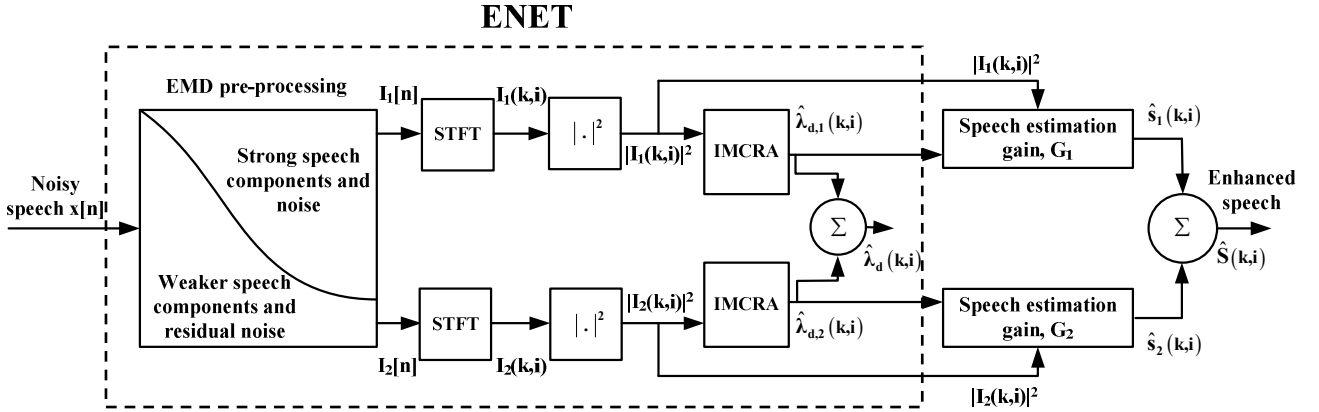 ENET
EMD pre-processing
Noisy
speech x[n]
Strong speech
components and
noise
Weaker speech
components and
residual noise
I₁[n]
STFT
I₁(k,i)
| . |²
|I₁(k,i)|²
IMCRA
λ̂d,1(k,i)
|I₁(k,i)|²
Speech estimation
gain, G₁
ŝ₁(k,i)
Σ
λ̂d(k,i)
Σ
Enhanced
speech
Ŝ(k,i)
I₂[n]
STFT
I₂(k,i)
| . |²
|I₂(k,i)|²
IMCRA
λ̂d,2(k,i)
|I₂(k,i)|²
Speech estimation
gain, G₂
ŝ₂(k,i)